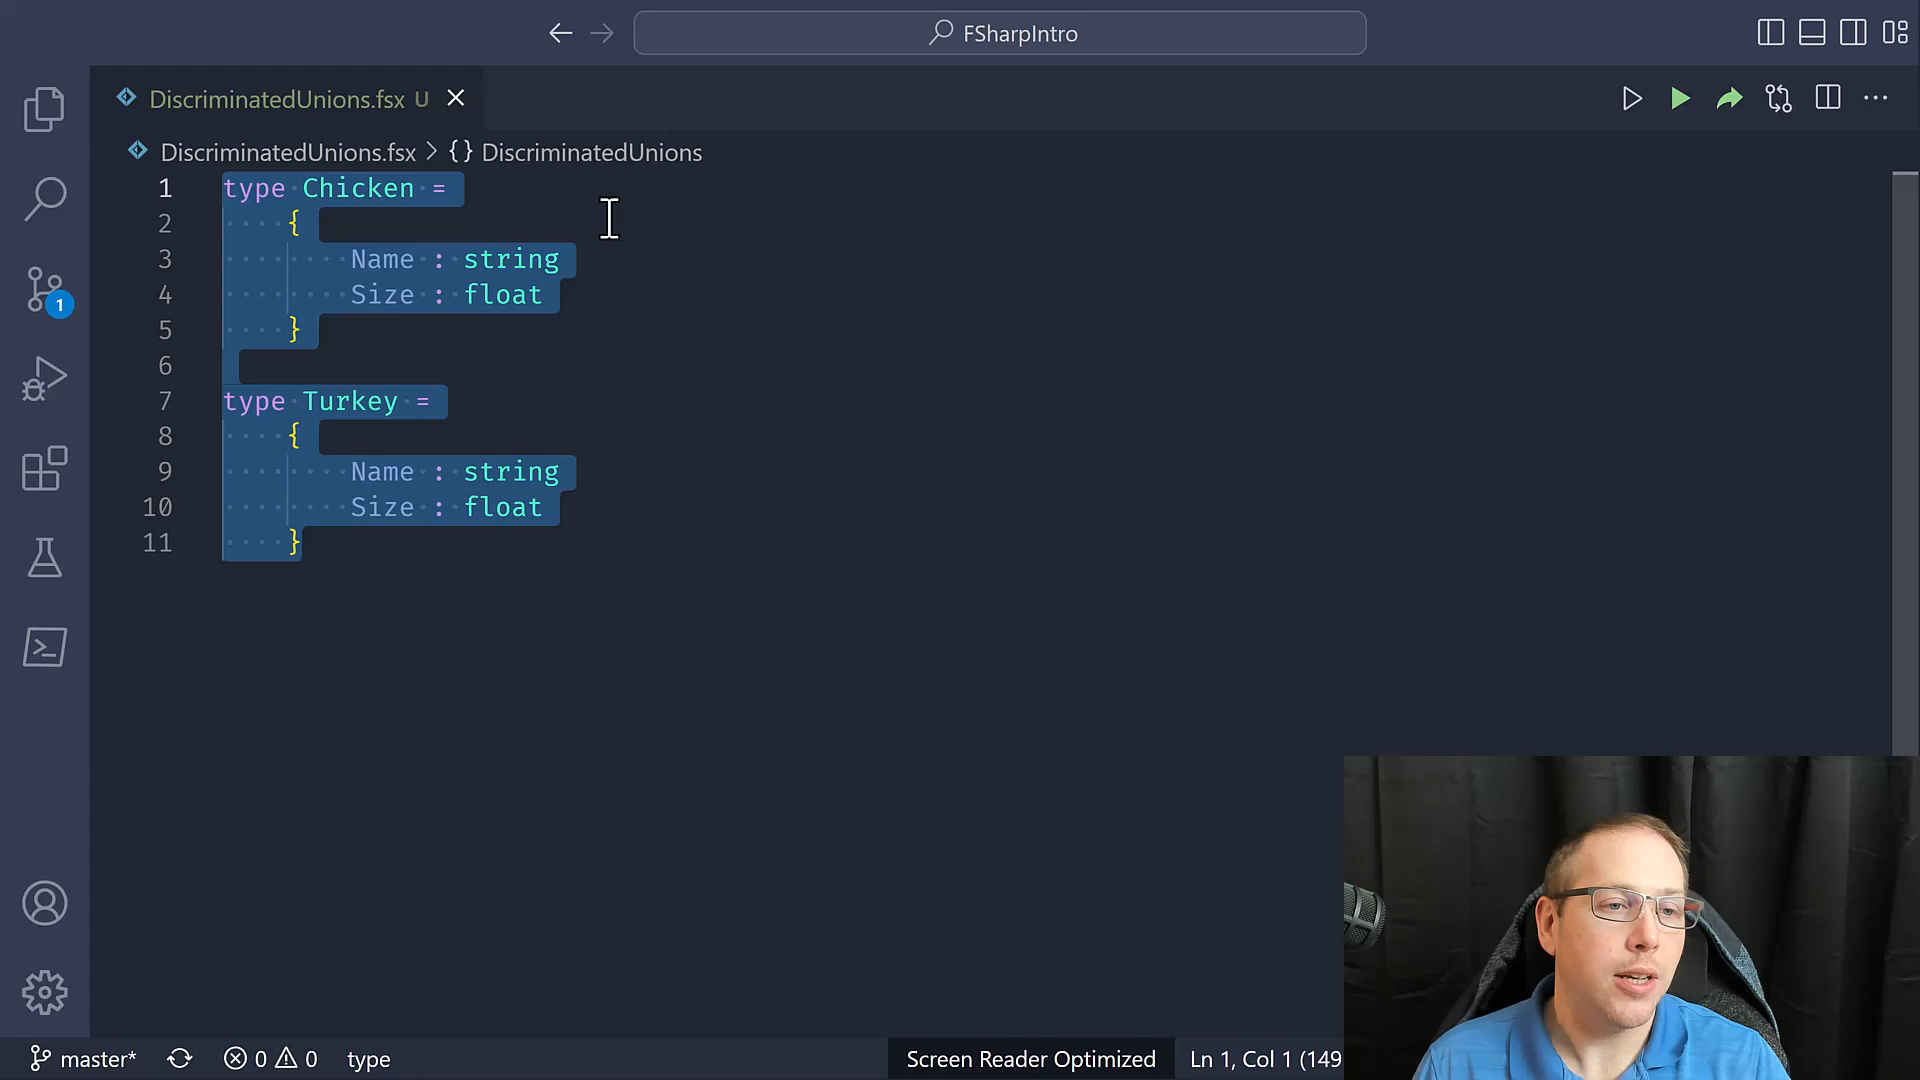 FSharpIntro
DiscriminatedUnions.fsx U
DiscriminatedUnions.fsx > {} DiscriminatedUnions
1 type Chicken =
2 {
3 Name : string
4 Size : float
5 }
6
7 type Turkey =
8 {
9 Name : string
10 Size : float
11 }
1
master* 0 0 type Screen Reader Optimized Ln 1, Col 1 (149